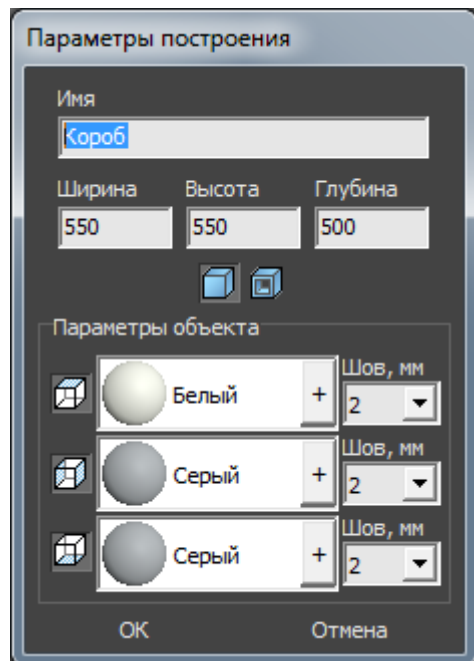 Параметры построения
Имя
Короб
Ширина Высота Глубина
550 550 500
Параметры объекта
Шов, мм
Белый + 2
Шов, мм
Серый + 2
Шов, мм
Серый + 2
ОК Отмена